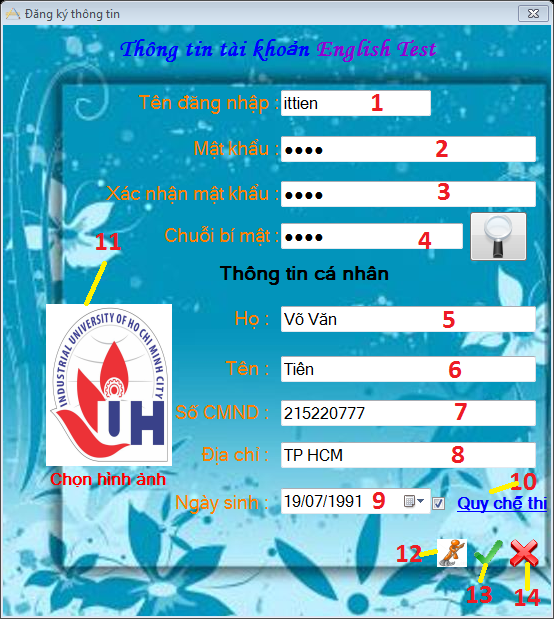 Đăng ký thông tin
Thông tin tài khoản English Test
Tên đăng nhập : ittien 1
Mật khẩu : ●●●● 2
Xác nhận mật khẩu : ●●●● 3
Chuỗi bí mật : ●●●● 4
11
Thông tin cá nhân
INDUSTRIAL UNIVERSITY OF HO CHI MINH CITY
IUH
Họ : Võ Văn 5
Tên : Tiên 6
Số CMND : 215220777 7
Địa chỉ : TP HCM 8
Chọn hình ảnh
10
Ngày sinh : 19/07/1991 9 Quy chế thi
12
13
14